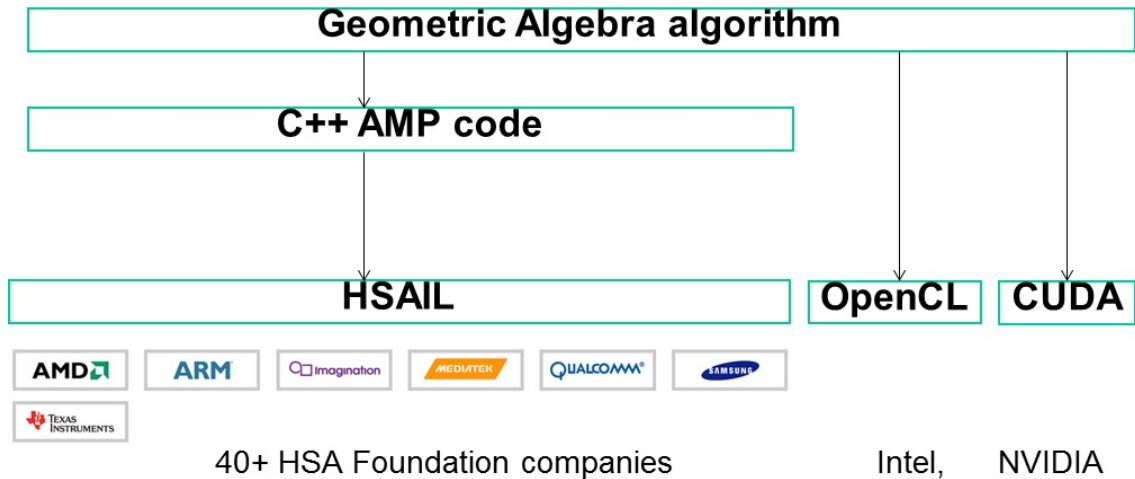 Geometric Algebra algorithm
C++ AMP code
HSAIL
OpenCL
CUDA
AMD
ARM
Imagination
MEDIATEK
QUALCOMM®
SAMSUNG
TEXAS
INSTRUMENTS
40+ HSA Foundation companies
Intel,
NVIDIA